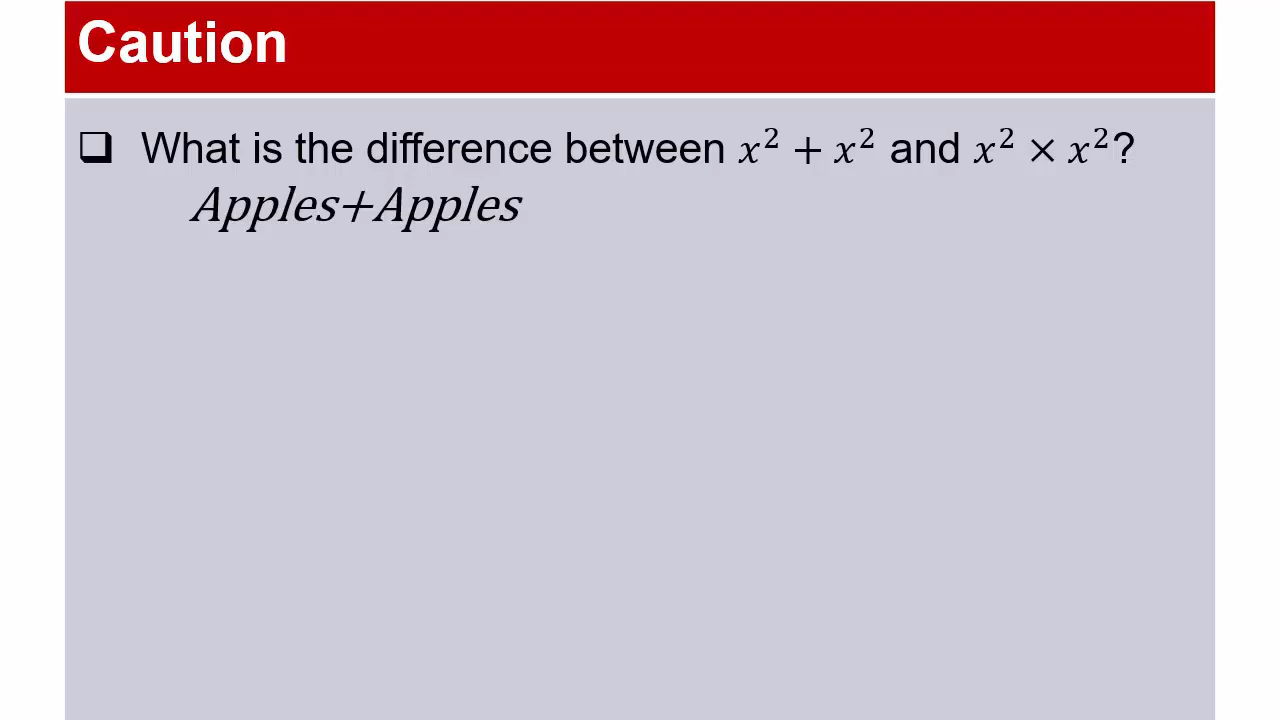 Caution
❑ What is the difference between 𝑥² + 𝑥² and 𝑥² × 𝑥²?
Apples+Apples